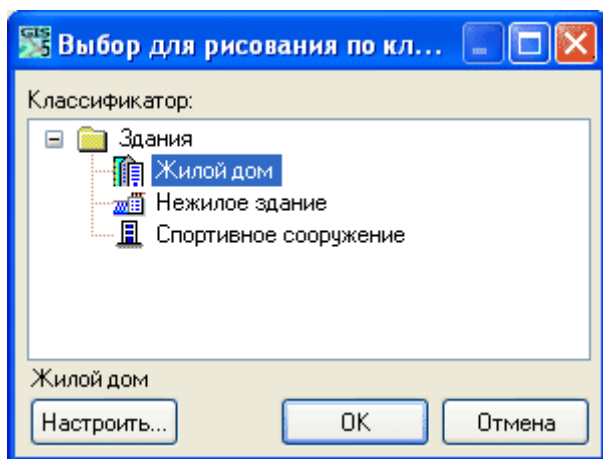 GIS 5 Выбор для рисования по кл...
Классификатор:
Здания
Жилой дом
Нежилое здание
Спортивное сооружение
Жилой дом
Настроить... OK Отмена